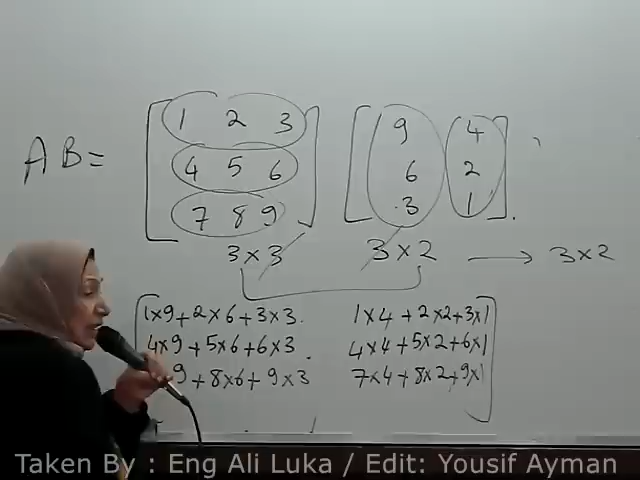 AB = [1 2 3] [9 4]
[4 5 6] [6 2]
[7 8 9] [3 1]
3×3 3×2 → 3×2
1×9+2×6+3×3 1×4+2×2+3×1
4×9+5×6+6×3 4×4+5×2+6×1
9+8×6+9×3 7×4+8×2+9×1
Taken By : Eng Ali Luka / Edit: Yousif Ayman